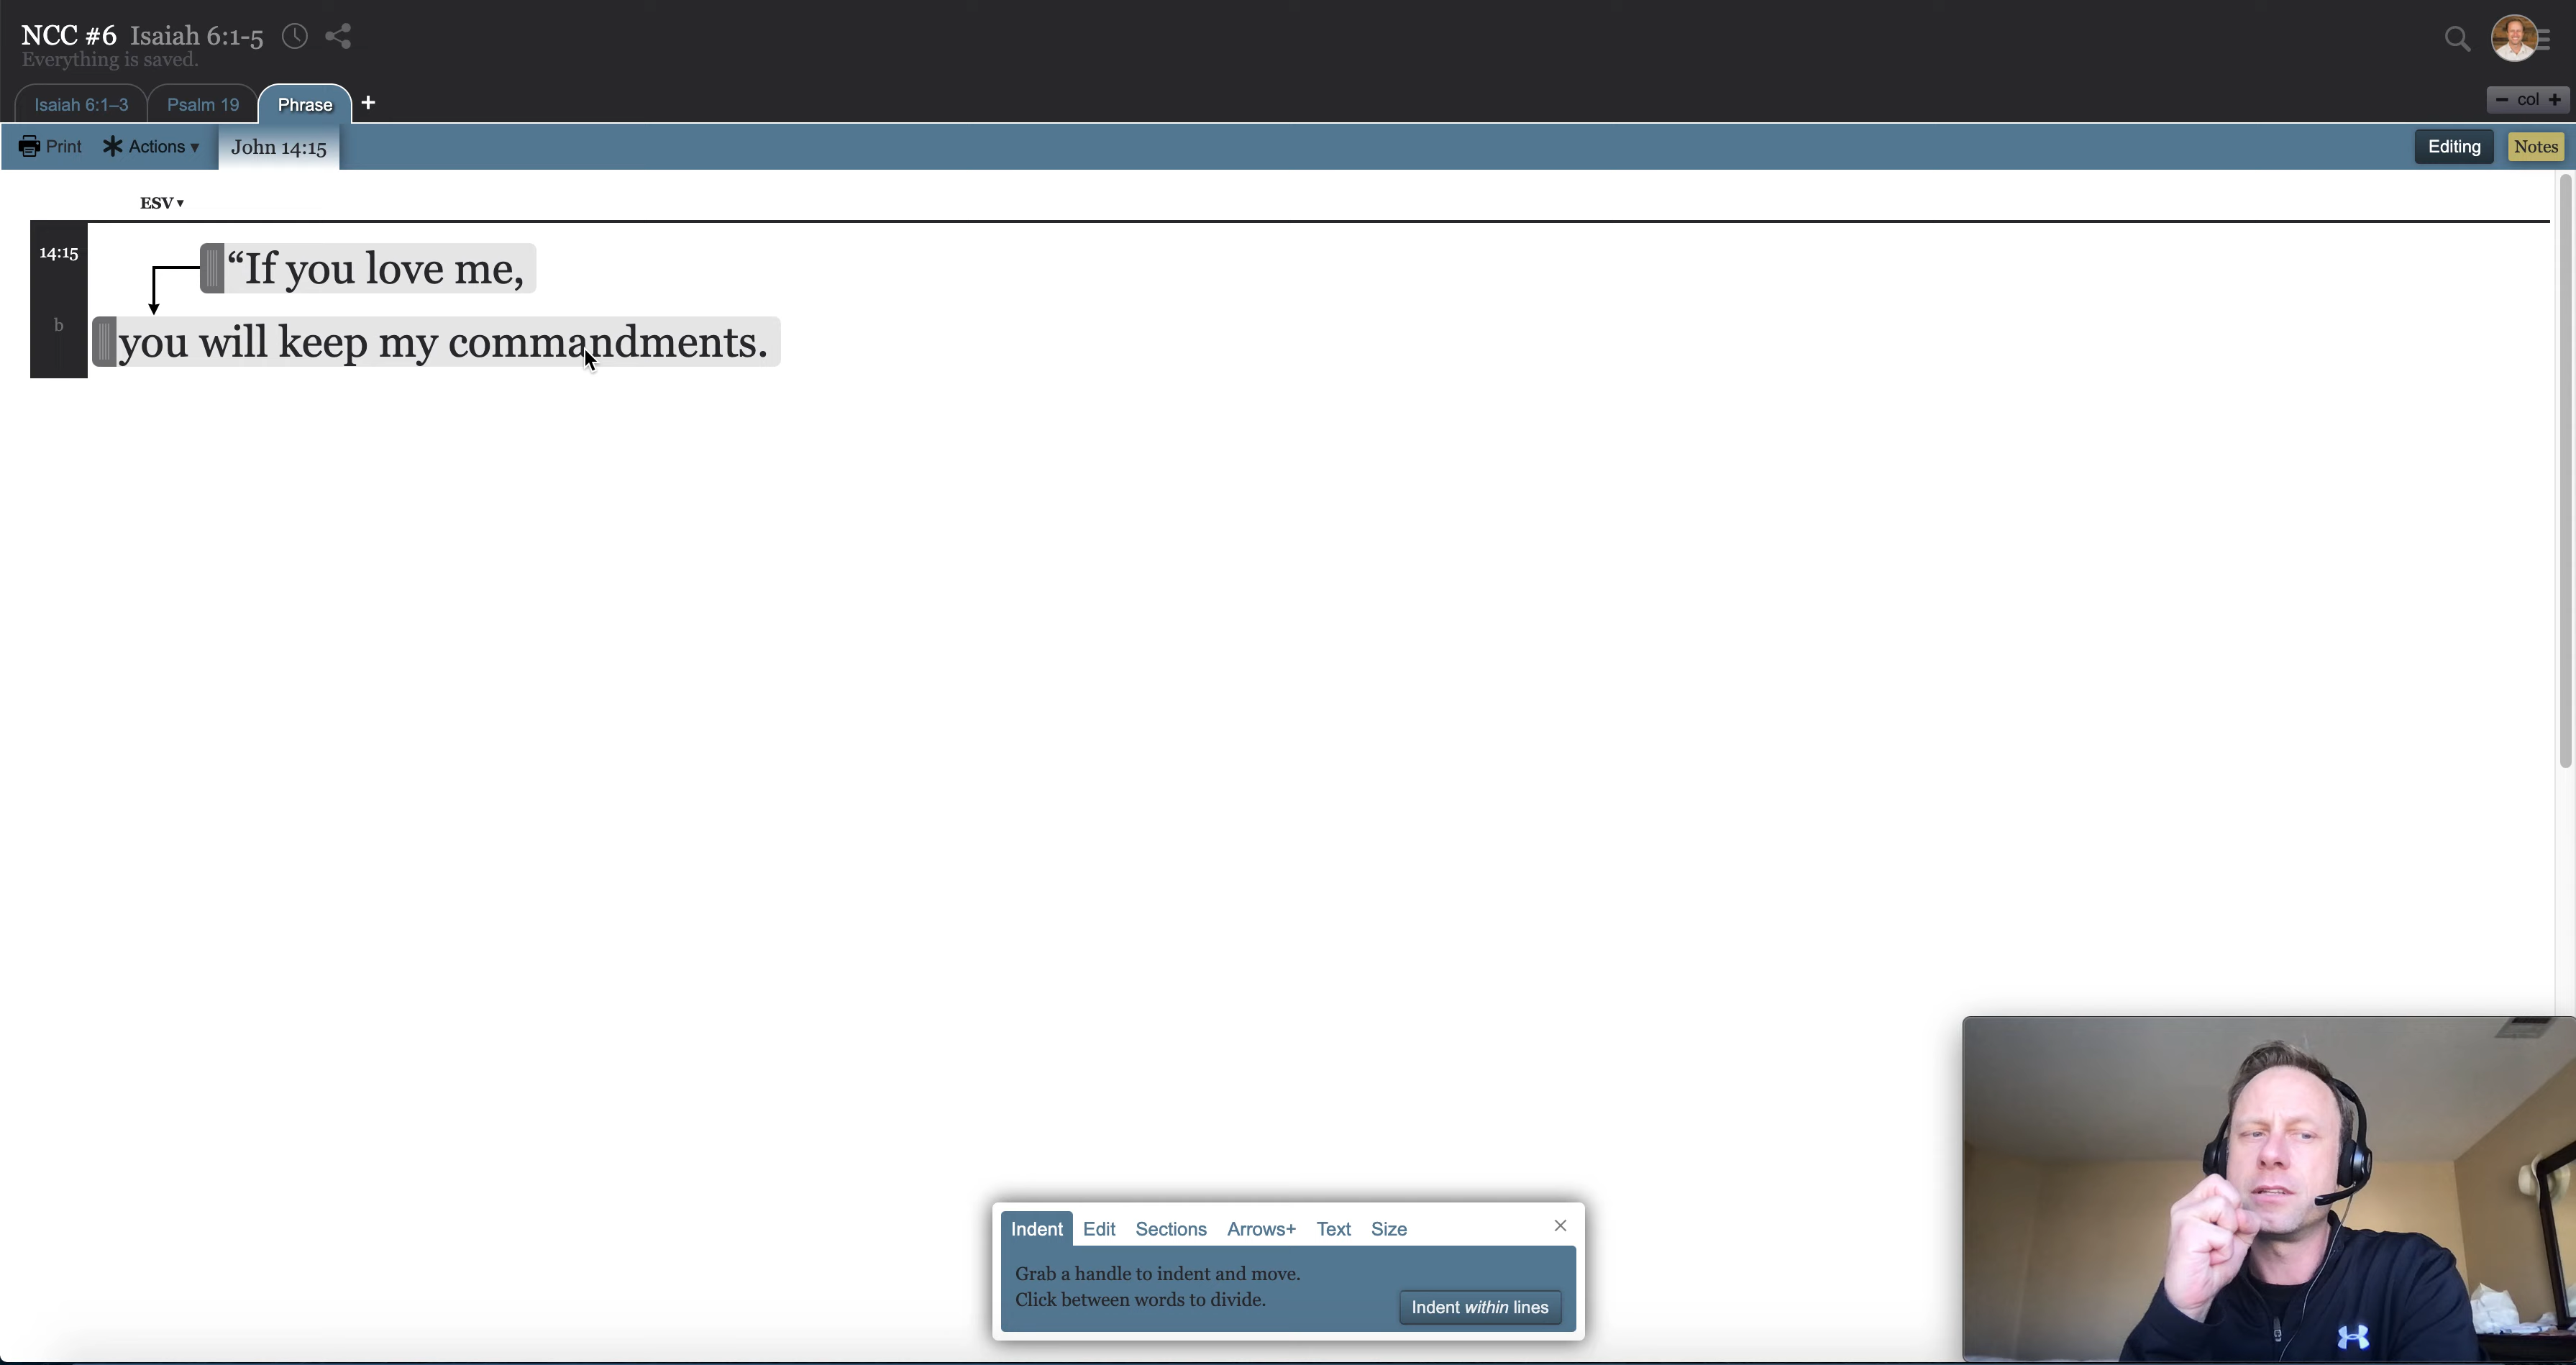 NCC #6 Isaiah 6:1-5
Everything is saved.
Isaiah 6:1–3 Psalm 19 Phrase +
− col +
Print Actions ▾ John 14:15 Editing Notes
ESV ▾
14:15 “If you love me,
b you will keep my commandments.
Indent Edit Sections Arrows+ Text Size ×
Grab a handle to indent and move.
Click between words to divide.
Indent within lines